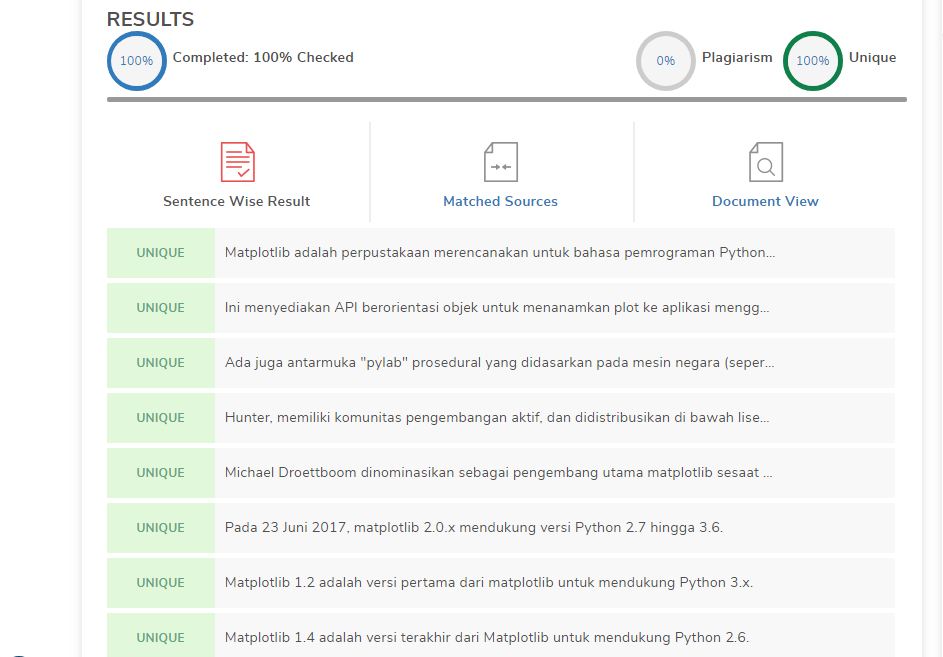 RESULTS
100%
Completed: 100% Checked
0%
Plagiarism
100%
Unique
Sentence Wise Result
Matched Sources
Document View
UNIQUE Matplotlib adalah perpustakaan merencanakan untuk bahasa pemrograman Python...
UNIQUE Ini menyediakan API berorientasi objek untuk menanamkan plot ke aplikasi mengg...
UNIQUE Ada juga antarmuka "pylab" prosedural yang didasarkan pada mesin negara (seper...
UNIQUE Hunter, memiliki komunitas pengembangan aktif, dan didistribusikan di bawah lise...
UNIQUE Michael Droettboom dinominasikan sebagai pengembang utama matplotlib sesaat ...
UNIQUE Pada 23 Juni 2017, matplotlib 2.0.x mendukung versi Python 2.7 hingga 3.6.
UNIQUE Matplotlib 1.2 adalah versi pertama dari matplotlib untuk mendukung Python 3.x.
UNIQUE Matplotlib 1.4 adalah versi terakhir dari Matplotlib untuk mendukung Python 2.6.